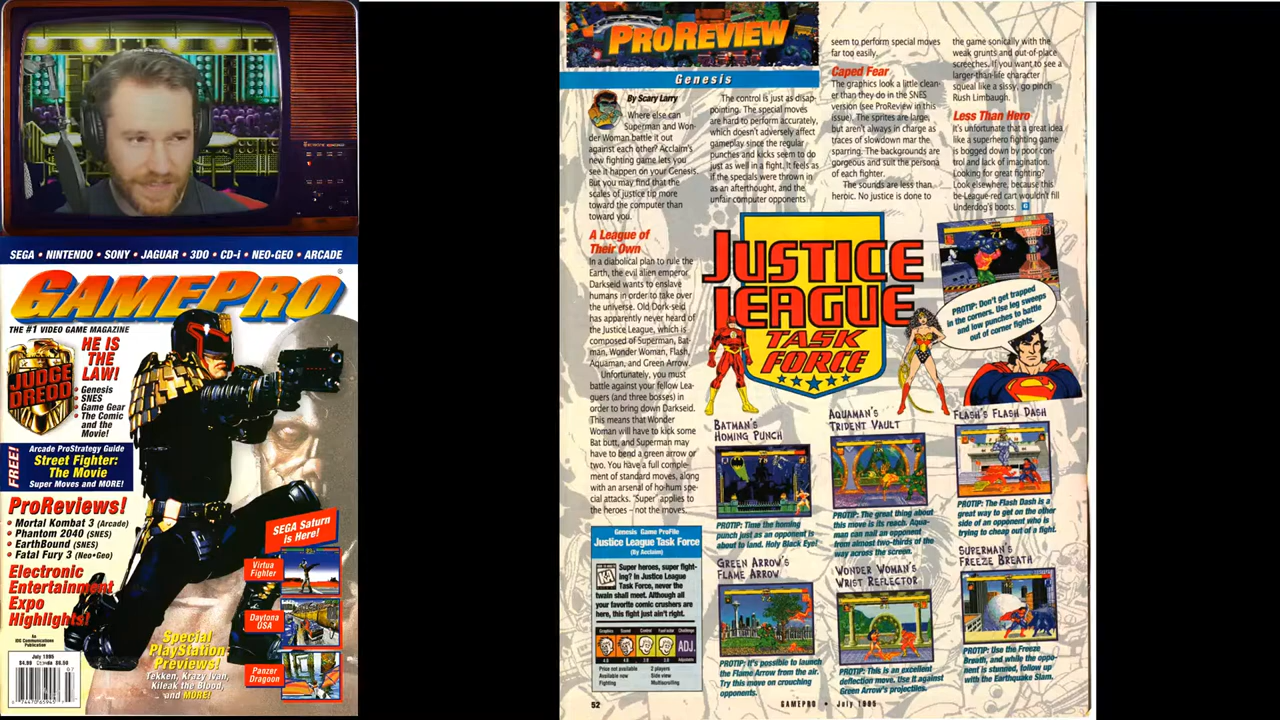 SEGA • NINTENDO • SONY • JAGUAR • 3DO • CD-i • NEO-GEO • ARCADE
GAMEPRO
THE #1 VIDEO GAME MAGAZINE
HE IS
THE
LAW!
JUDGE
DREDD
• Genesis
• SNES
• Game Gear
• The Comic
and the
Movie!
FREE!
Arcade ProStrategy Guide
Street Fighter:
The Movie
Super Moves and MORE!
ProReviews!
• Mortal Kombat 3 (Arcade)
• Phantom 2040 (SNES)
• EarthBound (SNES)
• Fatal Fury 3 (Neo•Geo)
Electronic
Entertainment
Expo
Highlights!
SEGA Saturn
is Here!
Virtua
Fighter
Daytona
USA
Panzer
Dragoon
An
IDG Communications
Publication
July 1995
Special
PlayStation
Previews!
Tekken, Krazy Ivan,
Kileak the Blood,
and MORE!
PROREVIEW
Genesis
By Scary Larry
Where else can
Superman and Won-
der Woman battle it out
against each other? Acclaim's
new fighting game lets you
see it happen on your Genesis.
But you may find that the
scales of justice tip more
toward the computer than
toward you.
A League of
Their Own
In a diabolical plan to rule the
Earth, the evil alien emperor
Darkseid wants to enslave
humans in order to take over
the universe. Old Dork-seid
has apparently never heard of
the Justice League, which is
composed of Superman, Bat-
man, Wonder Woman, Flash,
Aquaman, and Green Arrow.
Unfortunately, you must
battle against your fellow Lea-
guers (and three bosses) in
order to bring down Darkseid.
This means that Wonder
Woman will have to kick some
Bat butt, and Superman may
have to bend a green arrow or
two. You have a full comple-
ment of standard moves, along
with an arsenal of ho-hum spe-
cial attacks. "Super" applies to
the heroes – not the moves.
The control is just as disap-
pointing. The special moves
are hard to perform accurately,
which doesn't adversely affect
gameplay since the regular
punches and kicks seem to do
just as well in a fight. It feels as
if the specials were thrown in
as an afterthought, and the
unfair computer opponents
seem to perform special moves
far too easily.
Caped Fear
The graphics look a little clean-
er than they do in the SNES
version (see ProReview in this
issue). The sprites are large,
but aren't always in charge as
traces of slowdown mar the
sparring. The backgrounds are
gorgeous and suit the persona
of each fighter.
The sounds are less than
heroic. No justice is done to
the game sonically with the
weak grunts and out-of-place
screeches. If you want to see a
larger-than-life character
squeal like a sissy, go pinch
Rush Limbaugh.
Less Than Hero
It's unfortunate that a great idea
like a superhero fighting game
is bogged down by poor con-
trol and lack of imagination.
Looking for great fighting?
Look elsewhere, because this
be-League-red cart wouldn't fill
Underdog's boots.
JUSTICE
LEAGUE
TASK
FORCE
PROTIP: Don't get trapped
in the corners. Use leg sweeps
and low punches to battle
out of corner fights.
BATMAN'S
HOMING PUNCH
PROTIP: Time the homing
punch just as an opponent is
about to land. Holy Black Eye!
AQUAMAN'S
TRIDENT VAULT
PROTIP: The great thing about
this move is its reach. Aqua-
man can nail an opponent
from almost two-thirds of the
way across the screen.
FLASH'S FLASH DASH
PROTIP: The Flash Dash is a
great way to get on the other
side of an opponent who is
trying to cheap out of a fight.
GREEN ARROW'S
FLAME ARROW
PROTIP: It's possible to launch
the Flame Arrow from the air.
Try this move on crouching
opponents.
WONDER WOMAN'S
WRIST REFLECTOR
PROTIP: This is an excellent
deflection move. Use it against
Green Arrow's projectiles.
SUPERMAN'S
FREEZE BREATH
PROTIP: Use the Freeze
Breath, and while the oppo-
nent is stunned, follow up
with the Earthquake Slam.
Genesis Game ProFile
Justice League Task Force
(By Acclaim)
Super heroes, super fight-
ing? In Justice League
Task Force, never the
twain shall meet. Although all
your favorite comic crushers are
here, this fight just ain't right.
Graphics Sound Control FunFactor Challenge
ADJ.
Price not available
Available now
Fighting
2 players
Side view
Multiscrolling
52
GAMEPRO • July 1995